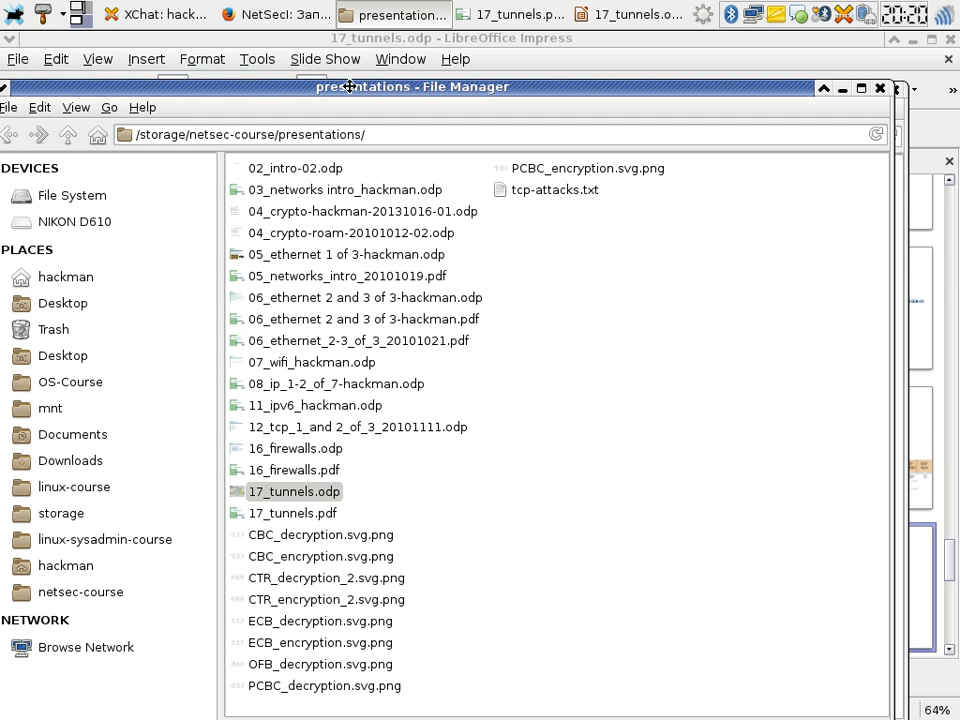 XChat: hack...
NetSecI: Зап...
presentation...
17_tunnels.p...
17_tunnels.o...
20:20
17_tunnels.odp - LibreOffice Impress
File Edit View Insert Format Tools Slide Show Window Help
presentations - File Manager
File Edit View Go Help
/storage/netsec-course/presentations/
DEVICES
File System
NIKON D610
PLACES
hackman
Desktop
Trash
Desktop
OS-Course
mnt
Documents
Downloads
linux-course
storage
linux-sysadmin-course
hackman
netsec-course
NETWORK
Browse Network
02_intro-02.odp
03_networks intro_hackman.odp
04_crypto-hackman-20131016-01.odp
04_crypto-roam-20101012-02.odp
05_ethernet 1 of 3-hackman.odp
05_networks_intro_20101019.pdf
06_ethernet 2 and 3 of 3-hackman.odp
06_ethernet 2 and 3 of 3-hackman.pdf
06_ethernet_2-3_of_3_20101021.pdf
07_wifi_hackman.odp
08_ip_1-2_of_7-hackman.odp
11_ipv6_hackman.odp
12_tcp_1_and 2_of_3_20101111.odp
16_firewalls.odp
16_firewalls.pdf
17_tunnels.odp
17_tunnels.pdf
CBC_decryption.svg.png
CBC_encryption.svg.png
CTR_decryption_2.svg.png
CTR_encryption_2.svg.png
ECB_decryption.svg.png
ECB_encryption.svg.png
OFB_decryption.svg.png
PCBC_decryption.svg.png
PCBC_encryption.svg.png
tcp-attacks.txt
64%